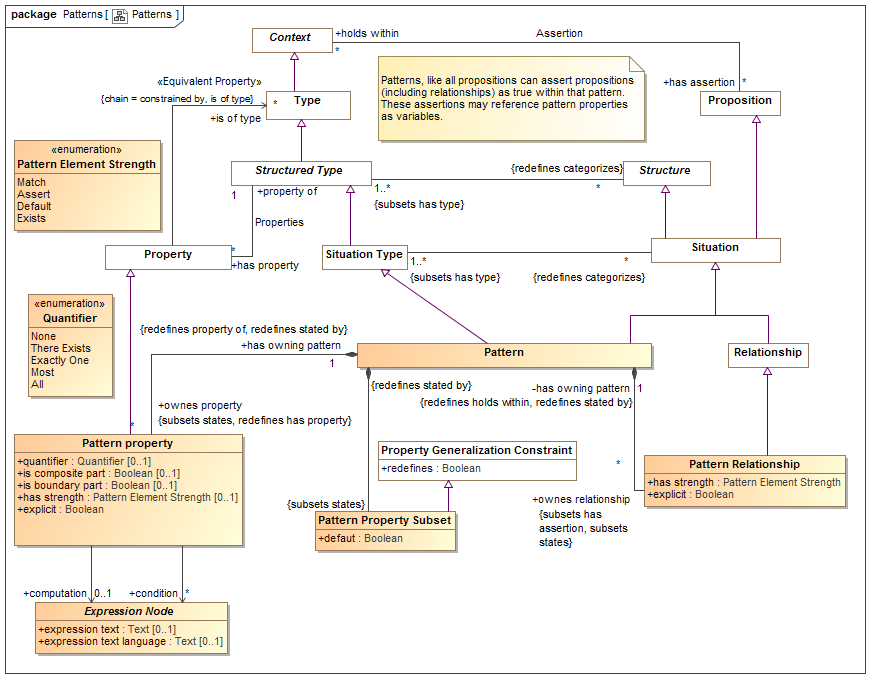 package Patterns [ Patterns ]
Context
+holds within
*
Assertion
+has assertion
*
Proposition
Patterns, like all propositions can assert propositions
(including relationships) as true within that pattern.
These assertions may reference pattern properties
as variables.
«Equivalent Property»
{chain = constrained by, is of type}
*
+is of type
Type
«enumeration»
Pattern Element Strength
Match
Assert
Default
Exists
Structured Type
1
+property of
Properties
1..*
{subsets has type}
{redefines categorizes}
*
Structure
Property
*
+has property
Situation Type
1..*
{subsets has type}
*
{redefines categorizes}
Situation
«enumeration»
Quantifier
None
There Exists
Exactly One
Most
All
{redefines property of, redefines stated by}
+has owning pattern
1
Pattern
Relationship
{redefines stated by}
-has owning pattern
1
{redefines holds within, redefines stated by}
+ownes property
{subsets states, redefines has property}
*
Pattern property
+quantifier : Quantifier [0..1]
+is composite part : Boolean [0..1]
+is boundary part : Boolean [0..1]
+has strength : Pattern Element Strength [0..1]
+explicit : Boolean
Property Generalization Constraint
+redefines : Boolean
*
Pattern Relationship
+has strength : Pattern Element Strength
+explicit : Boolean
{subsets states}
+ownes relationship
{subsets has
assertion, subsets
states}
Pattern Property Subset
+defaut : Boolean
+computation
0..1
+condition
*
Expression Node
+expression text : Text [0..1]
+expression text language : Text [0..1]